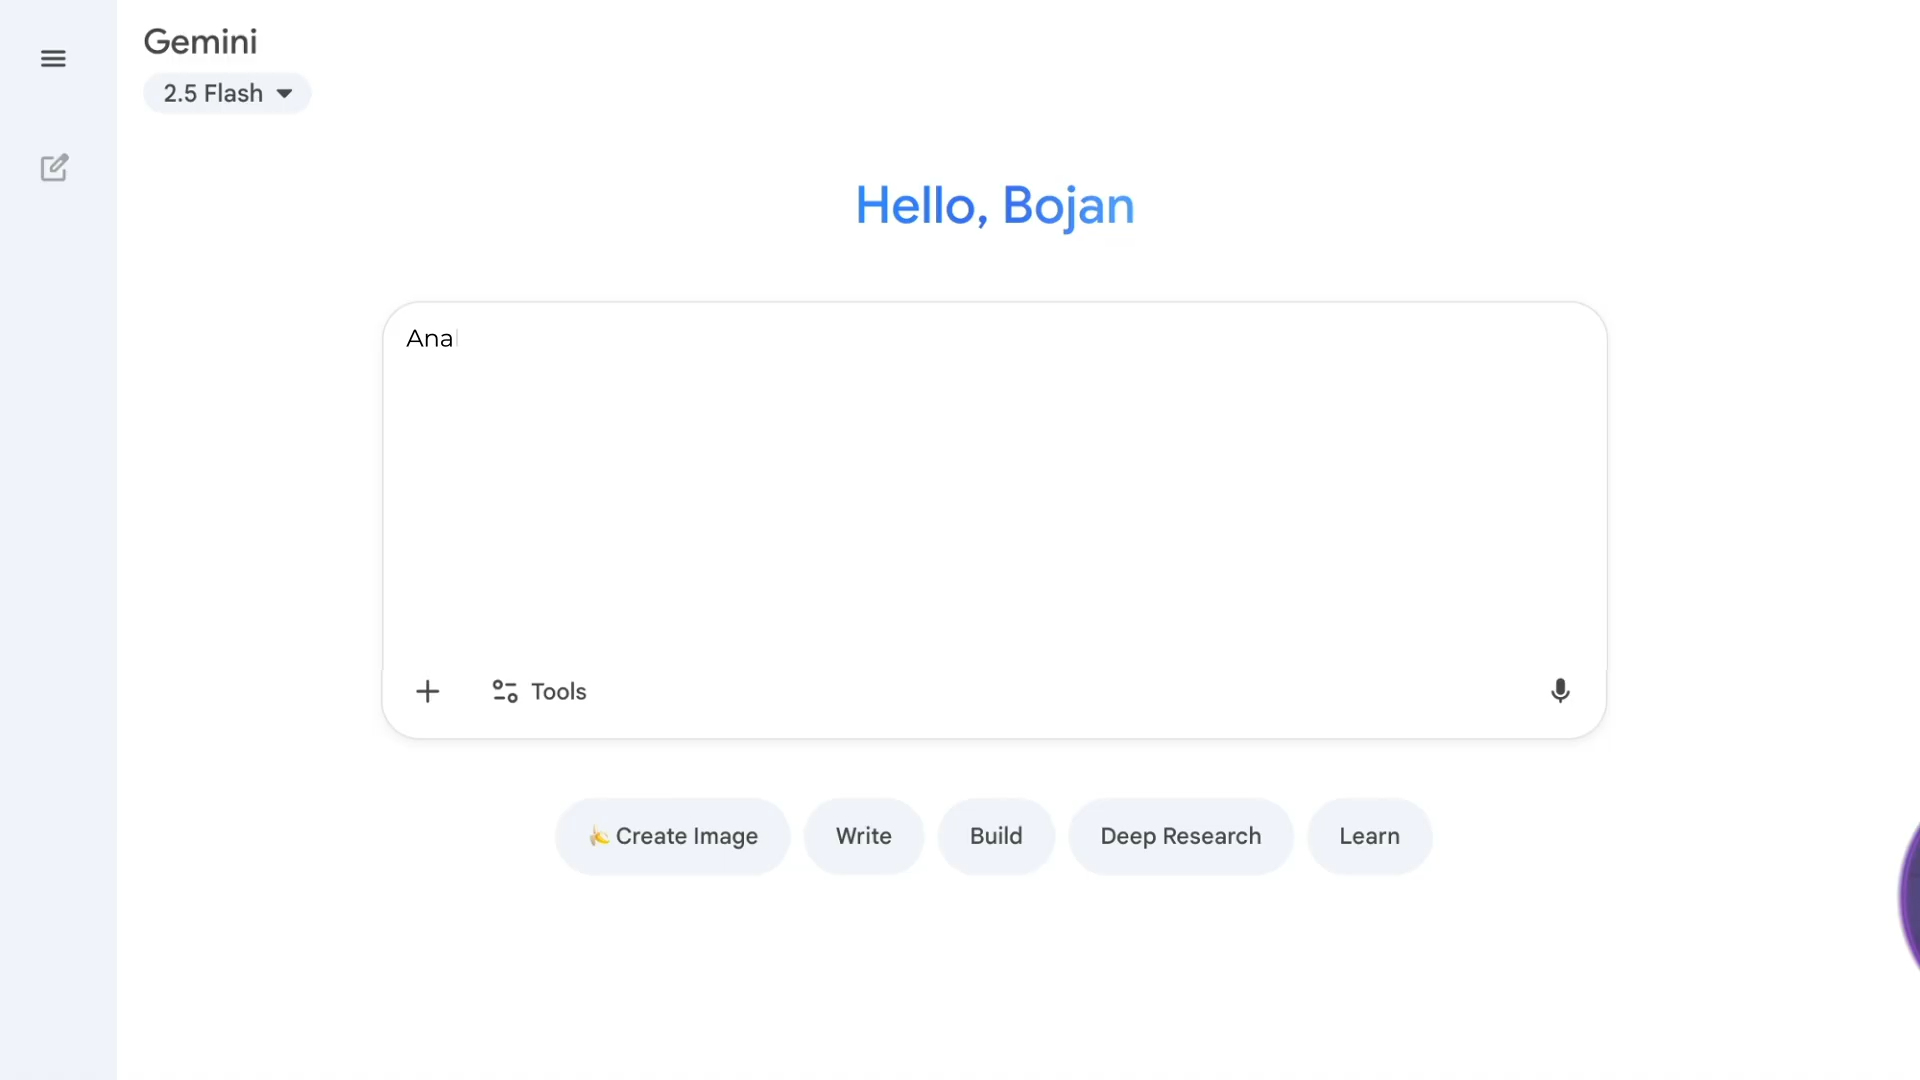 Gemini
2.5 Flash
Hello, Bojan
Ana
Tools
Create Image
Write
Build
Deep Research
Learn